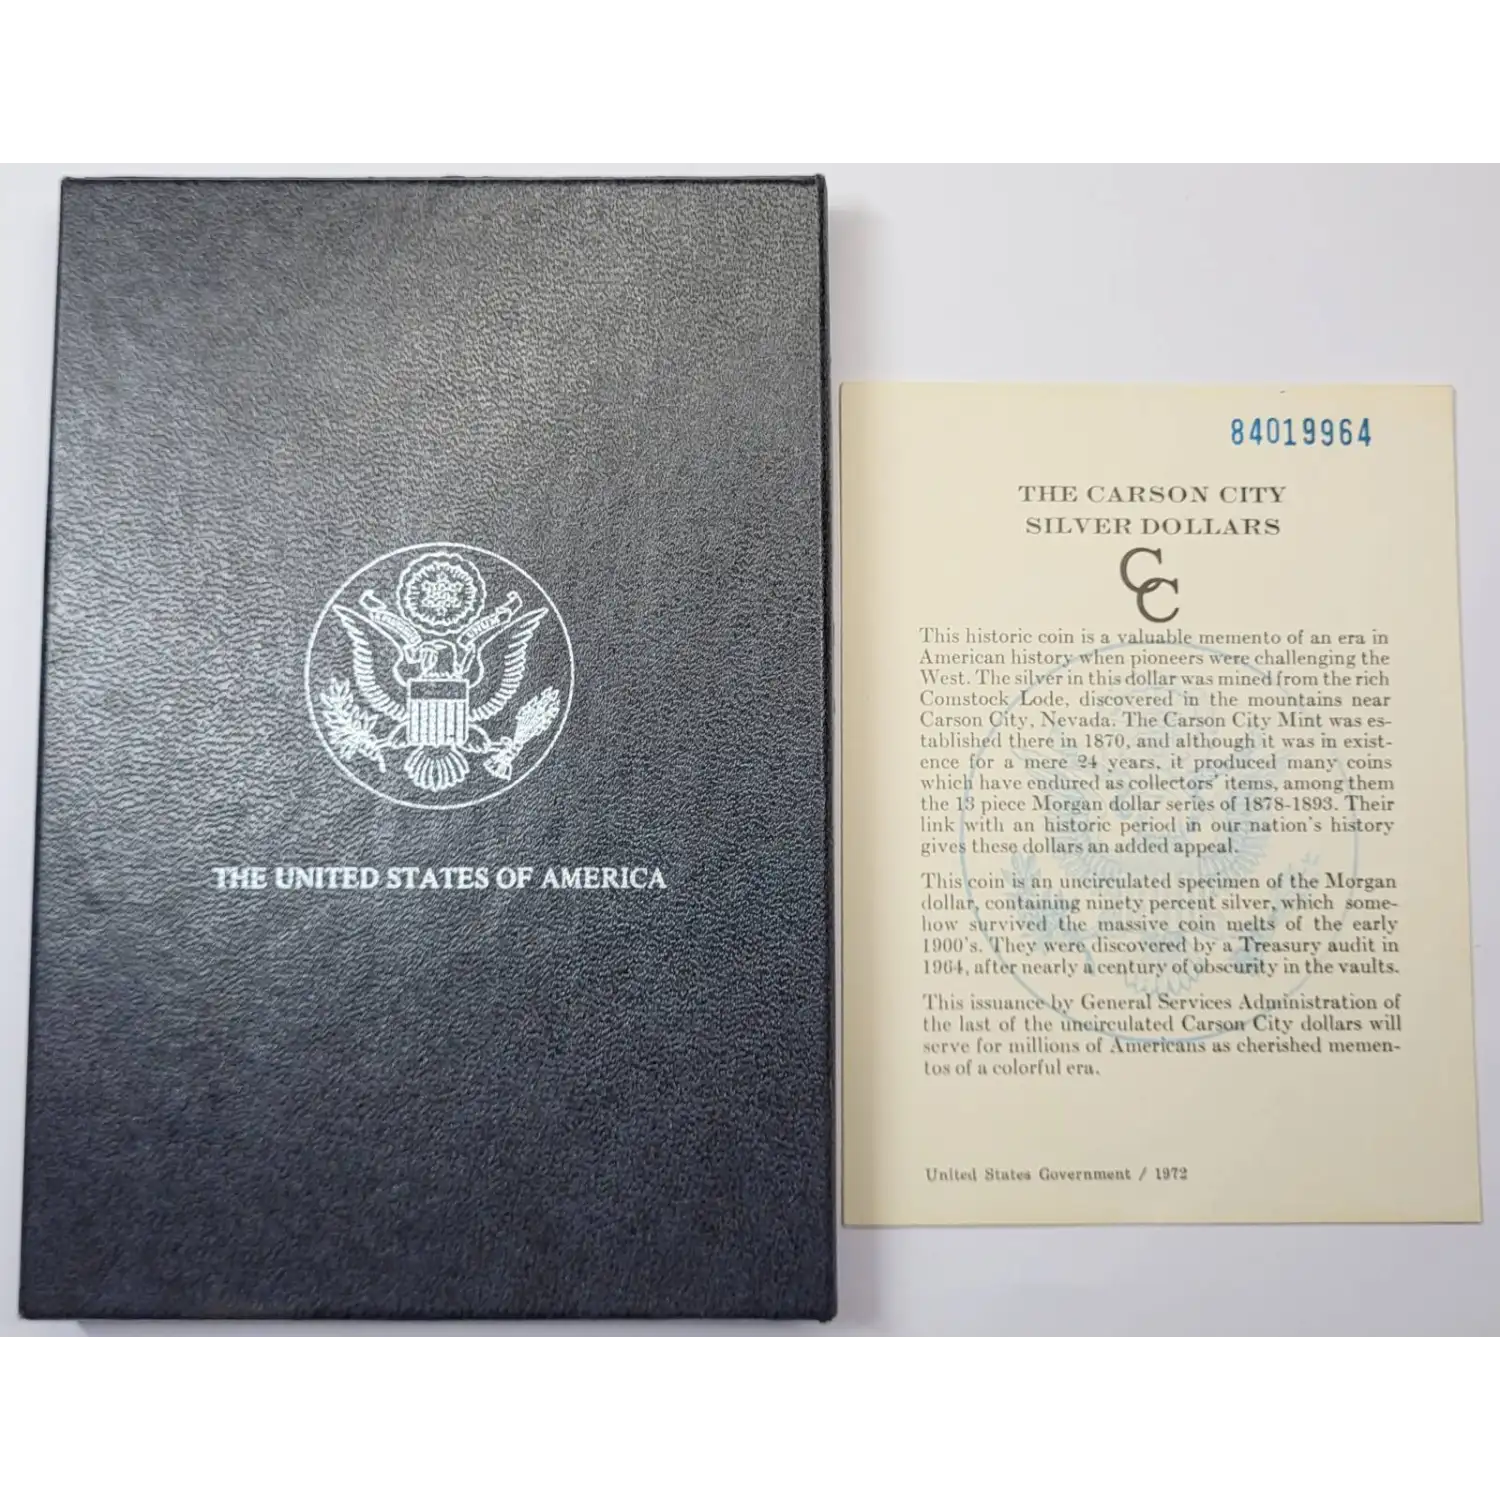 UNUM
THE UNITED STATES OF AMERICA
84019964
THE CARSON CITY
SILVER DOLLARS
CC
This historic coin is a valuable memento of an era in
American history when pioneers were challenging the
West. The silver in this dollar was mined from the rich
Comstock Lode, discovered in the mountains near
Carson City, Nevada. The Carson City Mint was es-
tablished there in 1870, and although it was in exist-
ence for a mere 24 years, it produced many coins
which have endured as collectors' items, among them
the 13 piece Morgan dollar series of 1878-1893. Their
link with an historic period in our nation's history
gives these dollars an added appeal.
This coin is an uncirculated specimen of the Morgan
dollar, containing ninety percent silver, which some-
how survived the massive coin melts of the early
1900's. They were discovered by a Treasury audit in
1964, after nearly a century of obscurity in the vaults.
This issuance by General Services Administration of
the last of the uncirculated Carson City dollars will
serve for millions of Americans as cherished memen-
tos of a colorful era.
United States Government / 1972